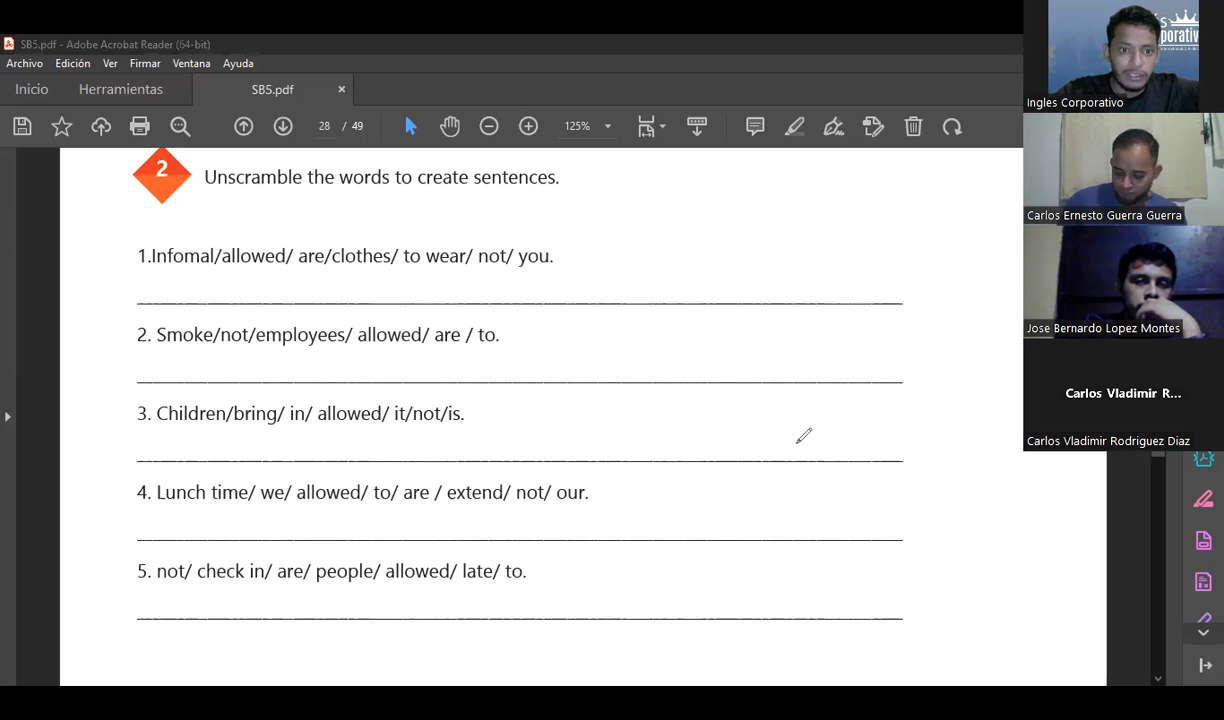 SB5.pdf - Adobe Acrobat Reader (64-bit)
Archivo Edición Ver Firmar Ventana Ayuda
Inicio Herramientas SB5.pdf ×
28 / 49 125%
2 Unscramble the words to create sentences.
1.Infomal/allowed/ are/clothes/ to wear/ not/ you.
2. Smoke/not/employees/ allowed/ are / to.
3. Children/bring/ in/ allowed/ it/not/is.
4. Lunch time/ we/ allowed/ to/ are / extend/ not/ our.
5. not/ check in/ are/ people/ allowed/ late/ to.
Ingles Corporativo
Carlos Ernesto Guerra Guerra
Jose Bernardo Lopez Montes
Carlos Vladimir R...
Carlos Vladimir Rodriguez Diaz